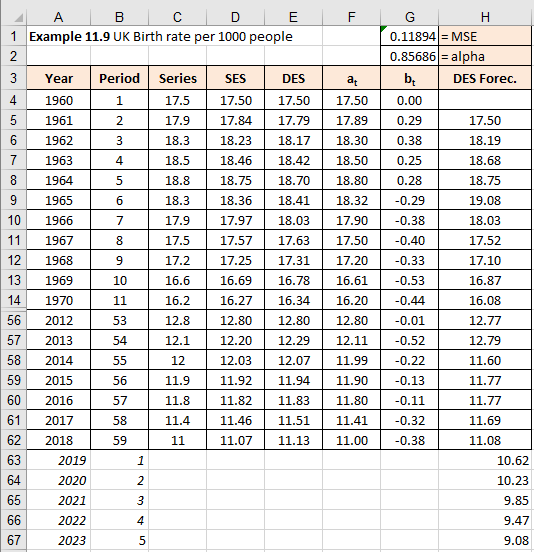 A B C D E F G H
1 Example 11.9 UK Birth rate per 1000 people 0.11894 = MSE
2 0.85686 = alpha
3 Year Period Series SES DES at bt DES Forec.
4 1960 1 17.5 17.50 17.50 17.50 0.00
5 1961 2 17.9 17.84 17.79 17.89 0.29 17.50
6 1962 3 18.3 18.23 18.17 18.30 0.38 18.19
7 1963 4 18.5 18.46 18.42 18.50 0.25 18.68
8 1964 5 18.8 18.75 18.70 18.80 0.28 18.75
9 1965 6 18.3 18.36 18.41 18.32 -0.29 19.08
10 1966 7 17.9 17.97 18.03 17.90 -0.38 18.03
11 1967 8 17.5 17.57 17.63 17.50 -0.40 17.52
12 1968 9 17.2 17.25 17.31 17.20 -0.33 17.10
13 1969 10 16.6 16.69 16.78 16.61 -0.53 16.87
14 1970 11 16.2 16.27 16.34 16.20 -0.44 16.08
56 2012 53 12.8 12.80 12.80 12.80 -0.01 12.77
57 2013 54 12.1 12.20 12.29 12.11 -0.52 12.79
58 2014 55 12 12.03 12.07 11.99 -0.22 11.60
59 2015 56 11.9 11.92 11.94 11.90 -0.13 11.77
60 2016 57 11.8 11.82 11.83 11.80 -0.11 11.77
61 2017 58 11.4 11.46 11.51 11.41 -0.32 11.69
62 2018 59 11 11.07 11.13 11.00 -0.38 11.08
63 2019 1 10.62
64 2020 2 10.23
65 2021 3 9.85
66 2022 4 9.47
67 2023 5 9.08